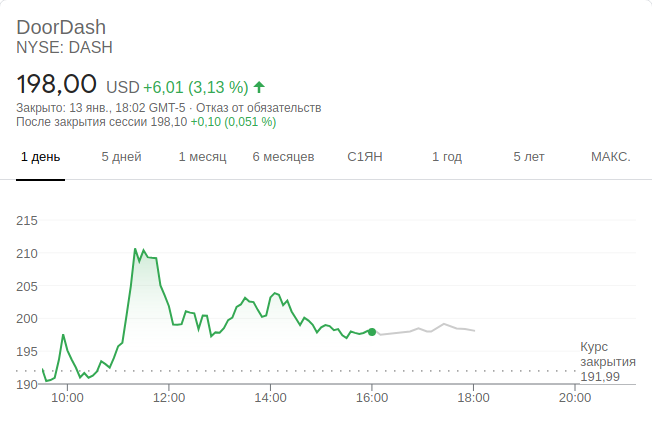 DoorDash
NYSE: DASH
198,00 USD +6,01 (3,13 %)
Закрыто: 13 янв., 18:02 GMT-5 · Отказ от обязательств
После закрытия сессии 198,10 +0,10 (0,051 %)
1 день 5 дней 1 месяц 6 месяцев С1ЯН 1 год 5 лет МАКС.
215
210
205
200
195
190
Курс
закрытия
191,99
10:00 12:00 14:00 16:00 18:00 20:00